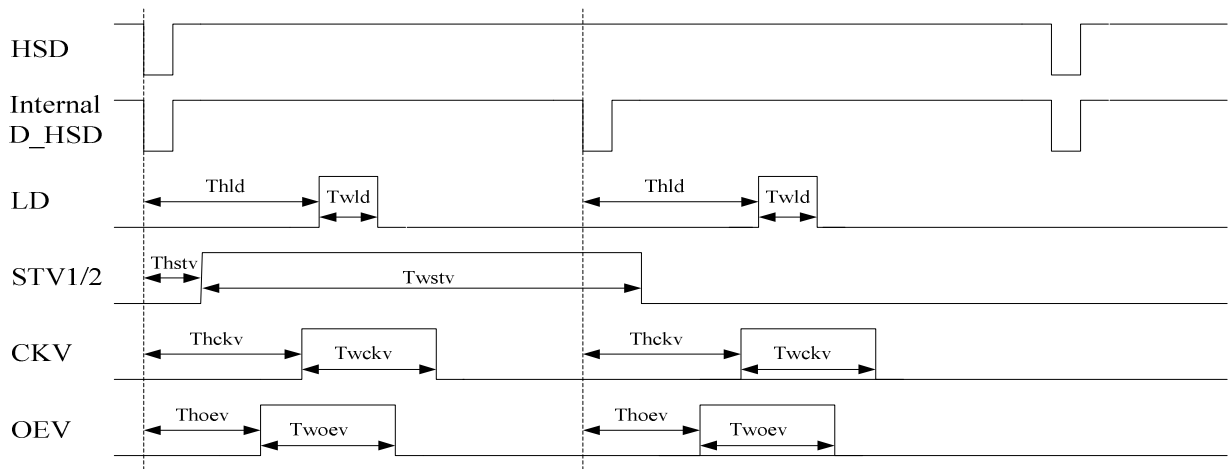 HSD
Internal
D_HSD
LD
Thld
Twld
Thld
Twld
STV1/2
Thstv
Twstv
CKV
Thckv
Twckv
Thckv
Twckv
OEV
Thoev
Twoev
Thoev
Twoev